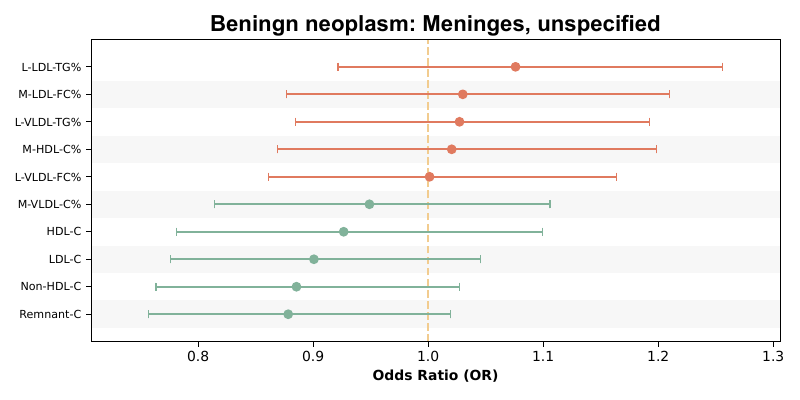 Beningn neoplasm: Meninges, unspecified
L-LDL-TG%
M-LDL-FC%
L-VLDL-TG%
M-HDL-C%
L-VLDL-FC%
M-VLDL-C%
HDL-C
LDL-C
Non-HDL-C
Remnant-C
0.8 0.9 1.0 1.1 1.2 1.3
Odds Ratio (OR)